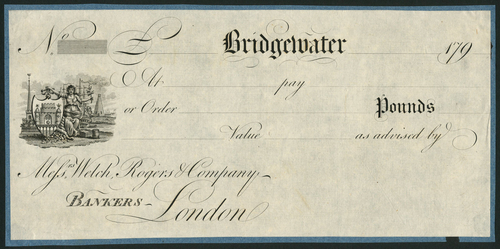 No. £ Bridgewater 179
At pay
or Order Pounds
Value as advised by
Messrs Welch, Rogers & Company
BANKERS London